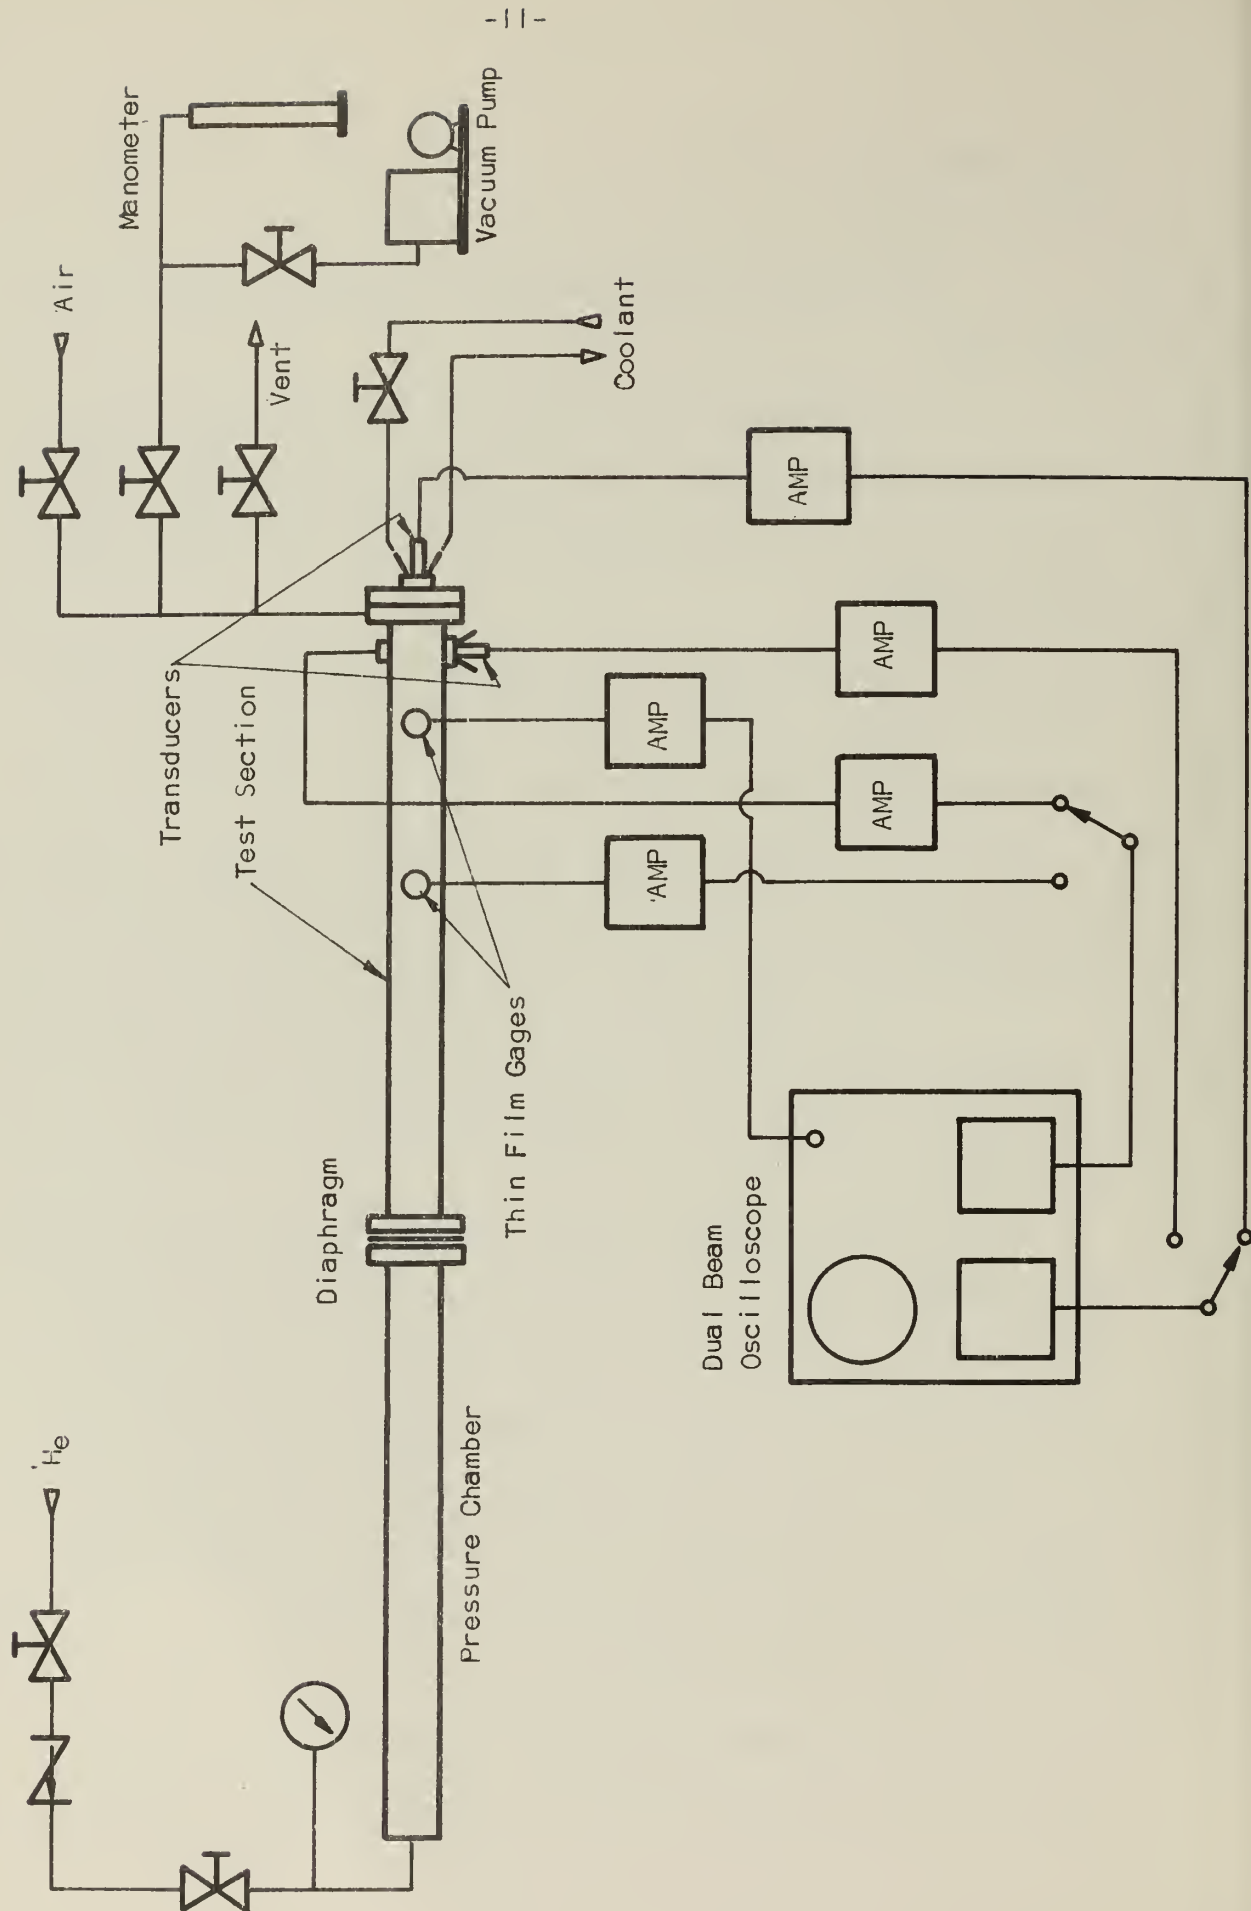 -11-
Manometer
Vacuum Pump
Air
Vent
Coolant
Transducers
Test Section
AMP
AMP
AMP
AMP
AMP
Thin Film Gages
Diaphragm
Dual Beam
Oscilloscope
Pressure Chamber
He